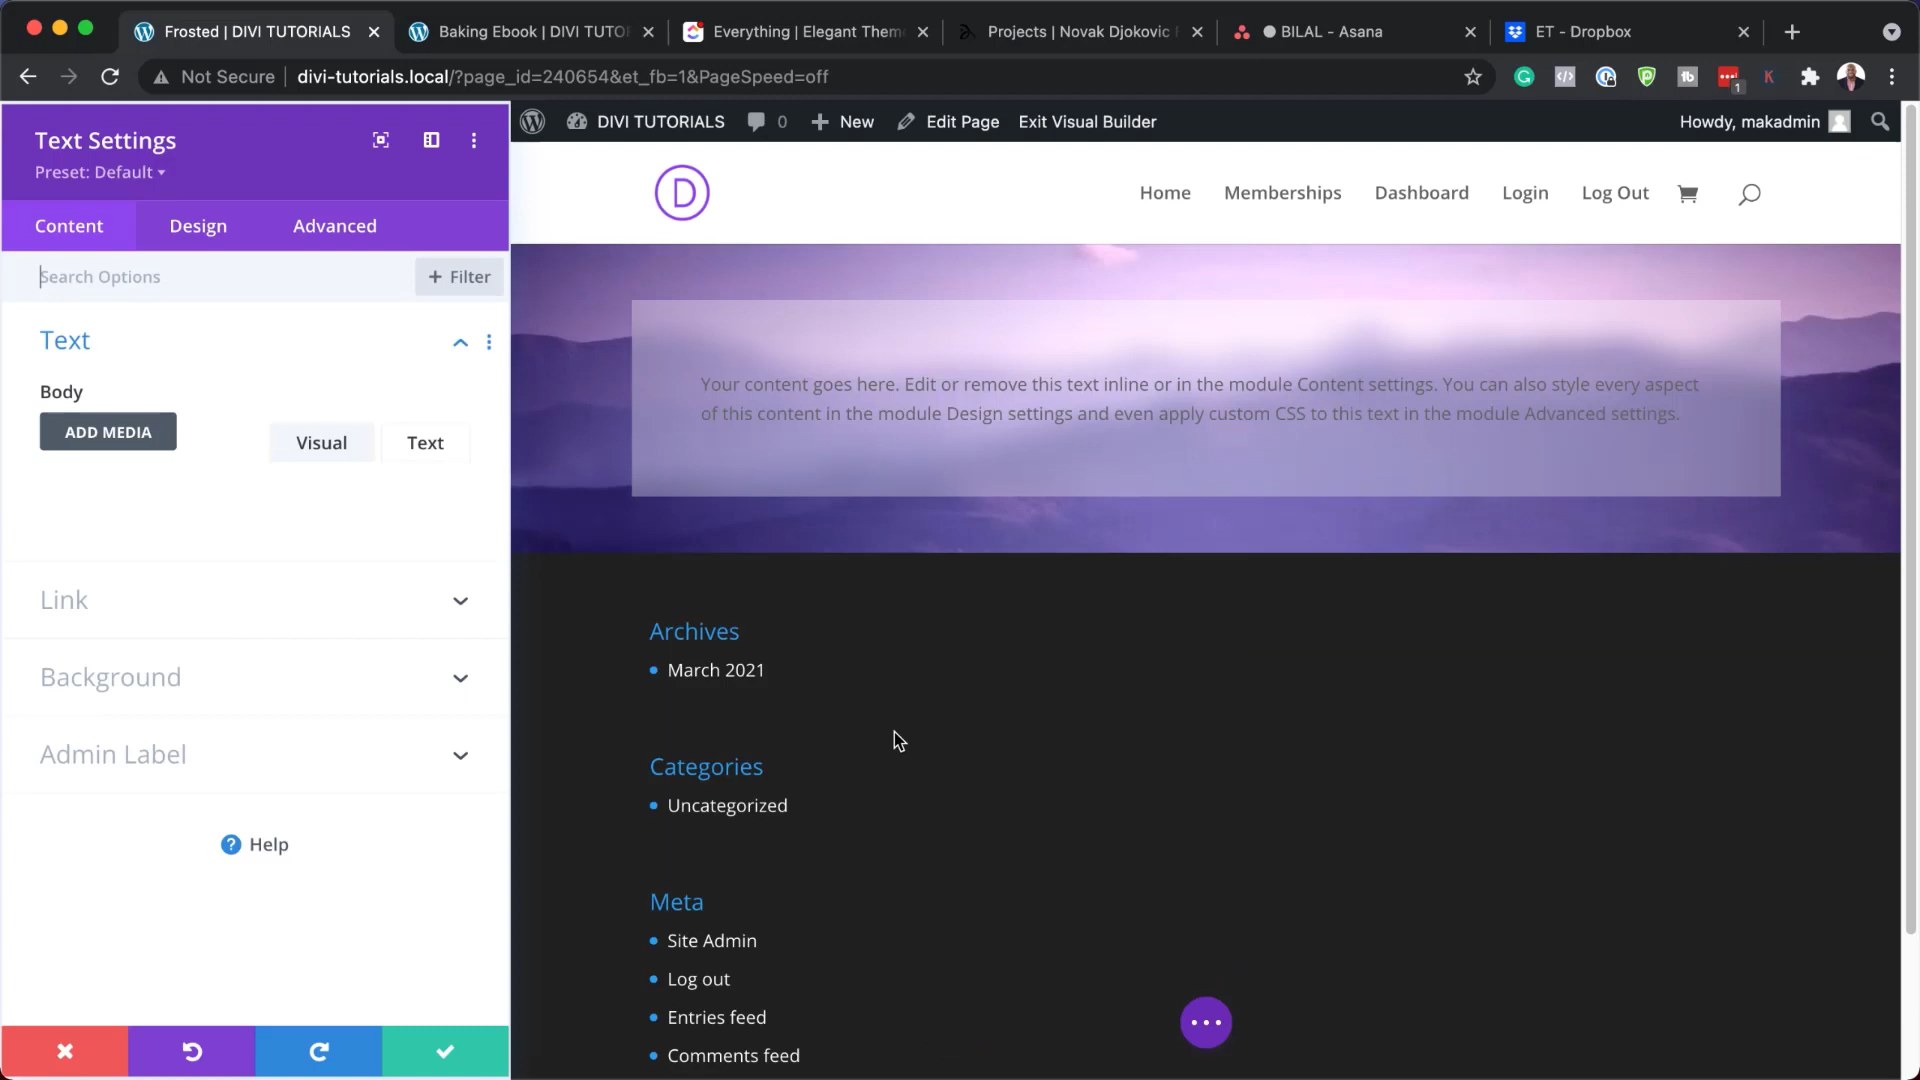 Frosted | DIVI TUTORIALS
Baking Ebook | DIVI TUTO
Everything | Elegant Them
Projects | Novak Djokovic
BILAL - Asana
ET - Dropbox
Not Secure
divi-tutorials.local/?page_id=240654&et_fb=1&PageSpeed=off
1
K
Text Settings
Preset: Default
Content
Design
Advanced
Search Options
+ Filter
Text
Body
ADD MEDIA
Visual
Text
Link
Background
Admin Label
? Help
DIVI TUTORIALS
0
New
Edit Page
Exit Visual Builder
Howdy, makadmin
D
Home
Memberships
Dashboard
Login
Log Out
Your content goes here. Edit or remove this text inline or in the module Content settings. You can also style every aspect
of this content in the module Design settings and even apply custom CSS to this text in the module Advanced settings.
Archives
March 2021
Categories
Uncategorized
Meta
Site Admin
Log out
Entries feed
Comments feed